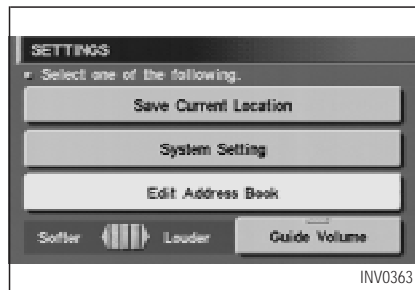 SETTINGS
Select one of the following.
Save Current Location
System Setting
Edit Address Book
Softer Louder Guide Volume
INV0363